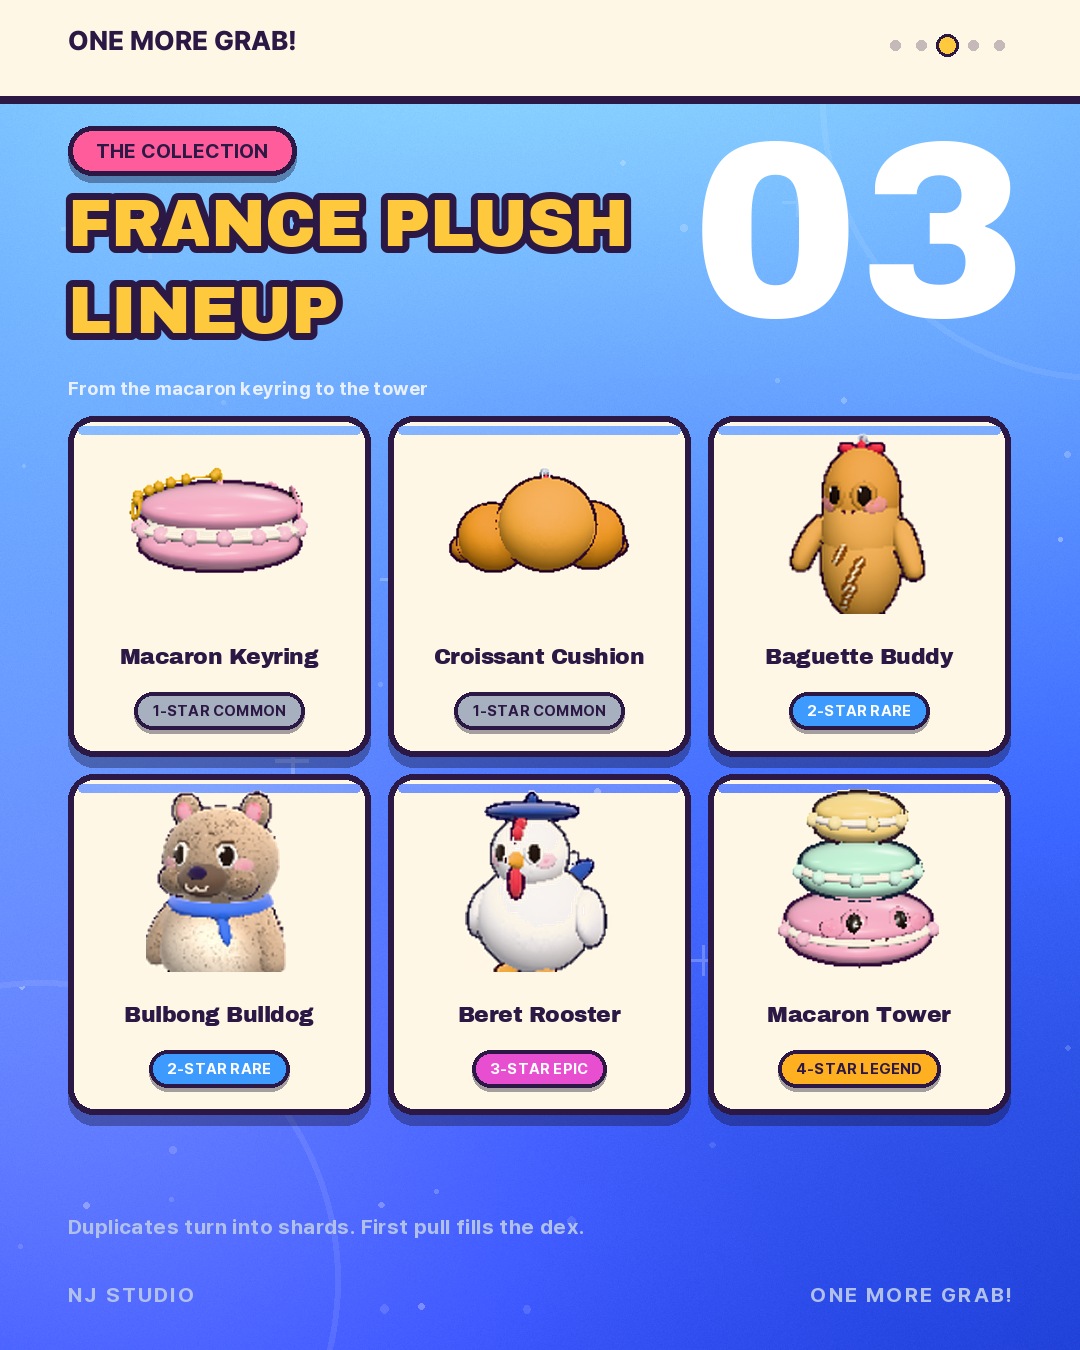 ONE MORE GRAB!
THE COLLECTION
03
FRANCE PLUSH
LINEUP
From the macaron keyring to the tower
Macaron Keyring
1-STAR COMMON
Croissant Cushion
1-STAR COMMON
Baguette Buddy
2-STAR RARE
Bulbong Bulldog
2-STAR RARE
Beret Rooster
3-STAR EPIC
Macaron Tower
4-STAR LEGEND
Duplicates turn into shards. First pull fills the dex.
NJ STUDIO
ONE MORE GRAB!